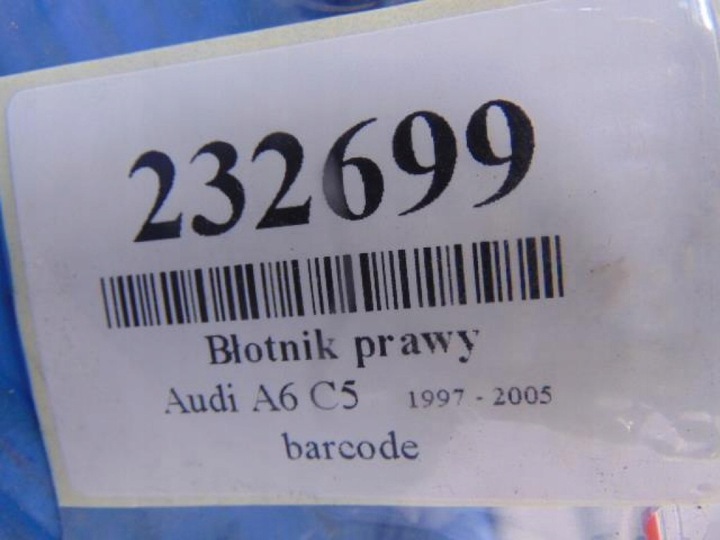 232699
Błotnik prawy
Audi A6 C5 1997 - 2005
barcode